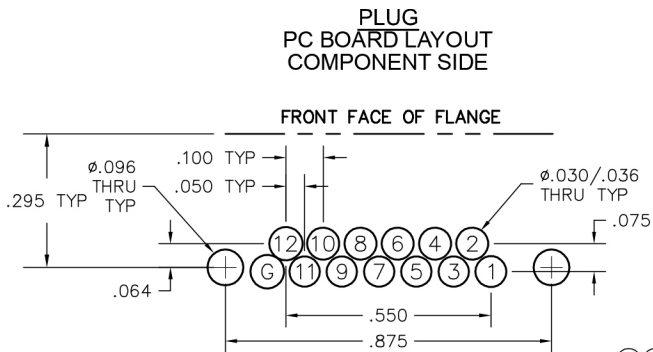 PLUG
PC BOARD LAYOUT
COMPONENT SIDE
FRONT FACE OF FLANGE
.100 TYP
.050 TYP
ø.096
THRU
TYP
.295 TYP
ø.030/.036
THRU TYP
.075
.064
12 10 8 6 4 2
G 11 9 7 5 3 1
.550
.875